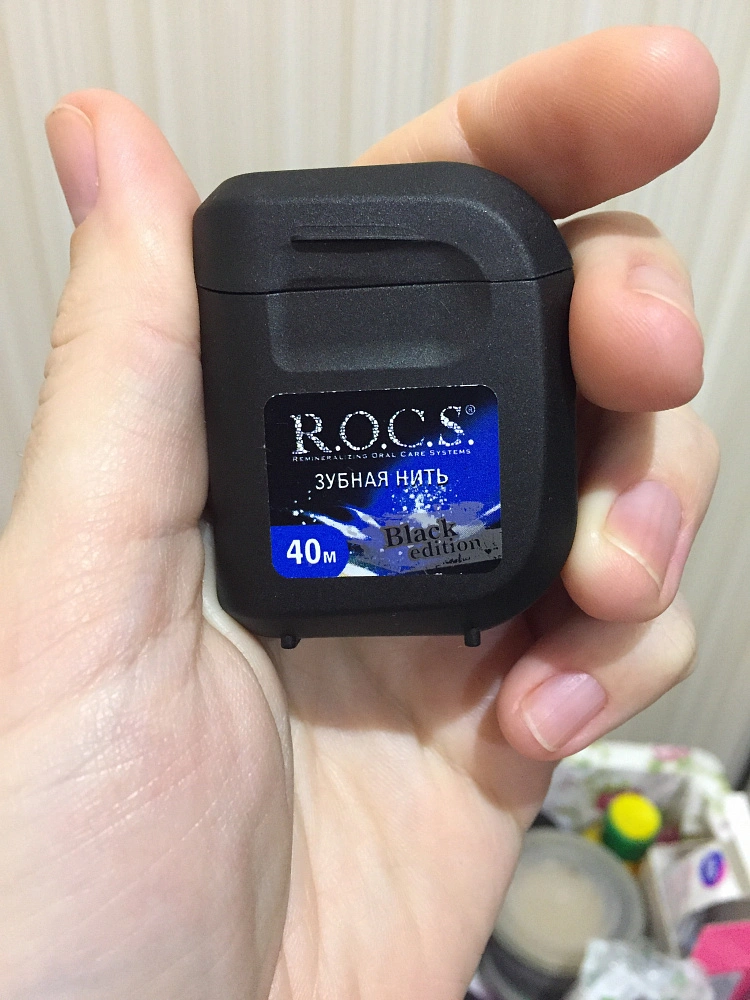 R.O.C.S.®
REMINERALIZING ORAL CARE SYSTEMS
ЗУБНАЯ НИТЬ
Black
edition
40м